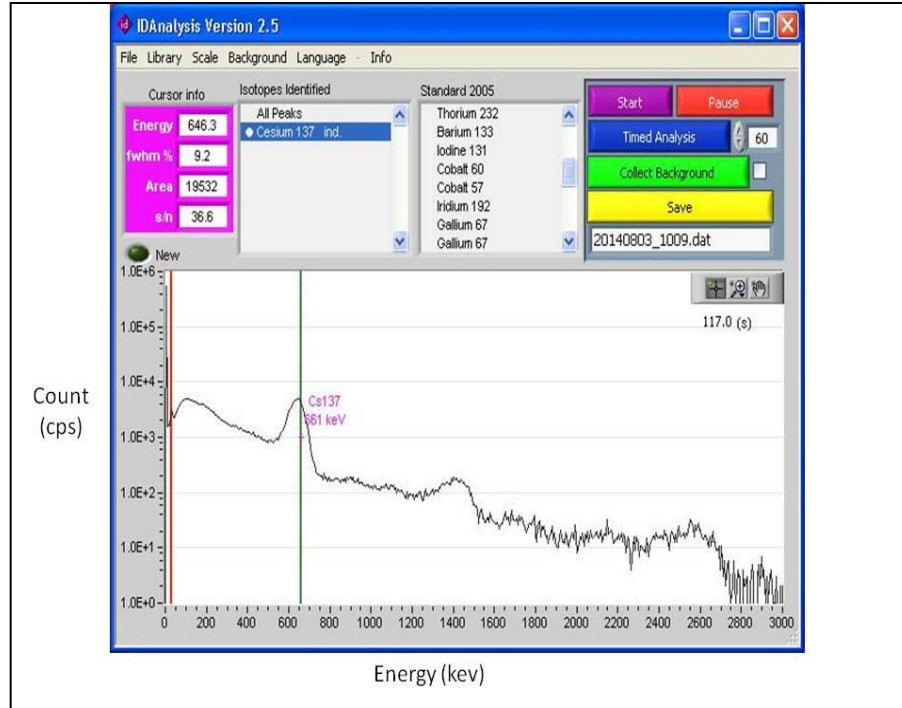 IDAnalysis Version 2.5
File Library Scale Background Language - Info
Cursor info
Energy 646.3
fwhm % 9.2
Area 19532
s/n 36.6
New
Isotopes Identified
All Peaks
Cesium 137 ind.
Standard 2005
Thorium 232
Barium 133
Iodine 131
Cobalt 60
Cobalt 57
Iridium 192
Gallium 67
Gallium 67
Start Pause
Timed Analysis 60
Collect Background
Save
20140803_1009.dat
117.0 (s)
1.0E+6
1.0E+5
1.0E+4
1.0E+3
1.0E+2
1.0E+1
1.0E+0
Count
(cps)
Cs137
661 keV
0 200 400 600 800 1000 1200 1400 1600 1800 2000 2200 2400 2600 2800 3000
Energy (kev)